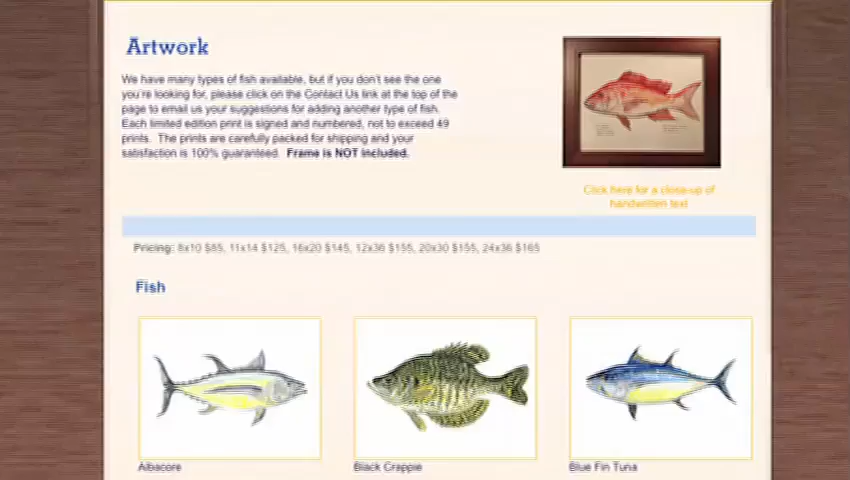 Artwork
We have many types of fish available, but if you don't see the one
you're looking for, please click on the Contact Us link at the top of the
page to email us your suggestions for adding another type of fish.
Each limited edition print is signed and numbered, not to exceed 49
prints. The prints are carefully packed for shipping and your
satisfaction is 100% guaranteed. Frame is NOT included.
Click here for a close-up of
handwritten text
Pricing: 8x10 $85, 11x14 $125, 16x20 $145, 12x36 $155, 20x30 $155, 24x36 $165
Fish
Albacore
Black Crappie
Blue Fin Tuna